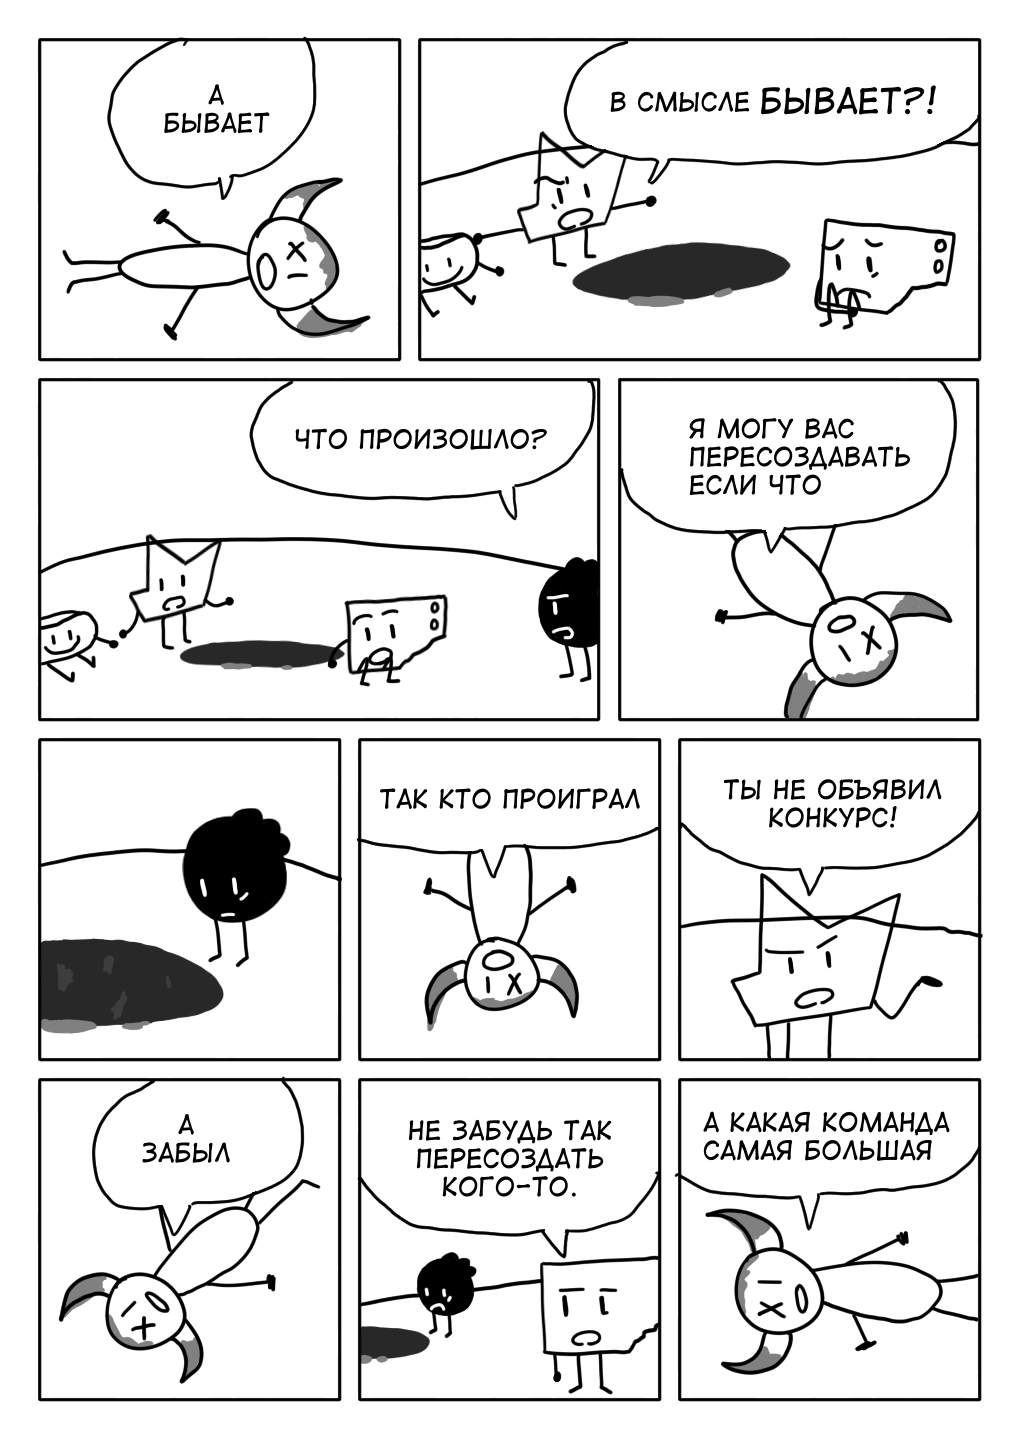 А
БЫВАЕТ
В СМЫСЛЕ БЫВАЕТ?!
ЧТО ПРОИЗОШЛО?
Я МОГУ ВАС
ПЕРЕСОЗДАВАТЬ
ЕСЛИ ЧТО
ТАК КТО ПРОИГРАЛ
ТЫ НЕ ОБЪЯВИЛ
КОНКУРС!
А
ЗАБЫЛ
НЕ ЗАБУДЬ ТАК
ПЕРЕСОЗДАТЬ
КОГО-ТО.
А КАКАЯ КОМАНДА
САМАЯ БОЛЬШАЯ